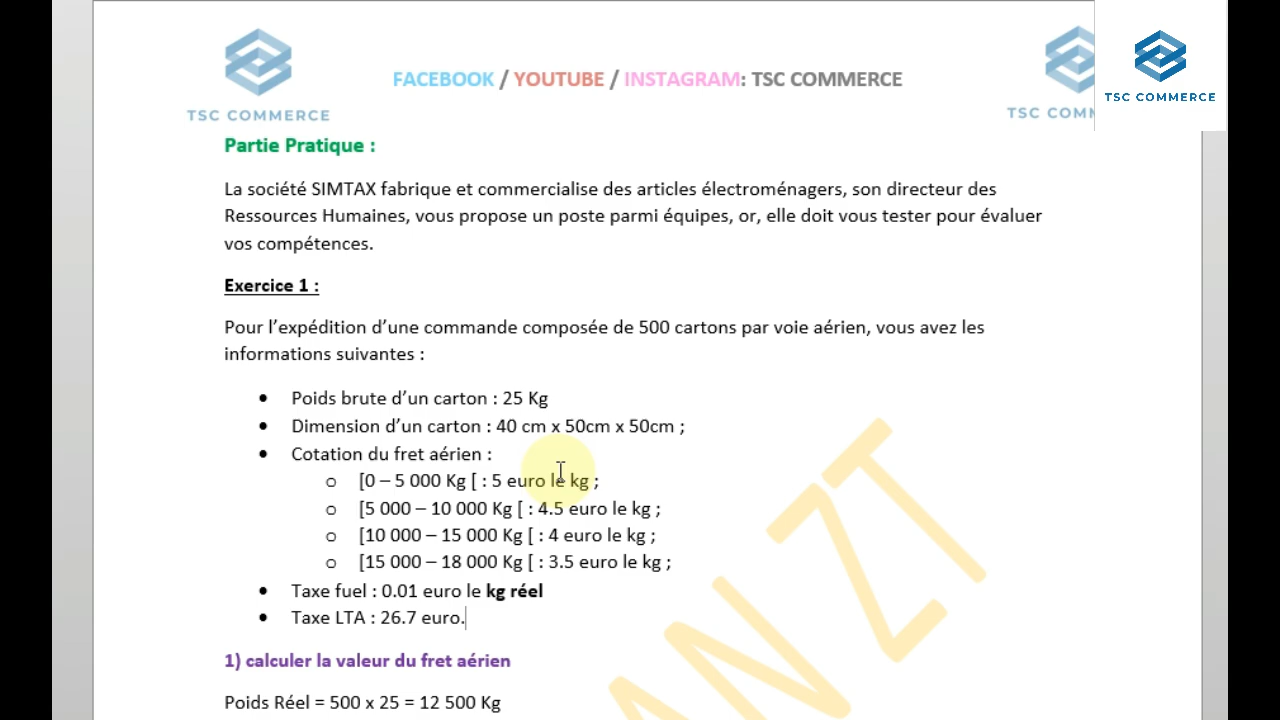 FACEBOOK / YOUTUBE / INSTAGRAM: TSC COMMERCE
TSC COMMERCE
TSC COMM
TSC COMMERCE
Partie Pratique :
La société SIMTAX fabrique et commercialise des articles électroménagers, son directeur des
Ressources Humaines, vous propose un poste parmi équipes, or, elle doit vous tester pour évaluer
vos compétences.
Exercice 1 :
Pour l’expédition d’une commande composée de 500 cartons par voie aérien, vous avez les
informations suivantes :
• Poids brute d’un carton : 25 Kg
• Dimension d’un carton : 40 cm x 50cm x 50cm ;
• Cotation du fret aérien :
o [0 – 5 000 Kg [ : 5 euro le kg ;
o [5 000 – 10 000 Kg [ : 4.5 euro le kg ;
o [10 000 – 15 000 Kg [ : 4 euro le kg ;
o [15 000 – 18 000 Kg [ : 3.5 euro le kg ;
• Taxe fuel : 0.01 euro le kg réel
• Taxe LTA : 26.7 euro.
1) calculer la valeur du fret aérien
Poids Réel = 500 x 25 = 12 500 Kg